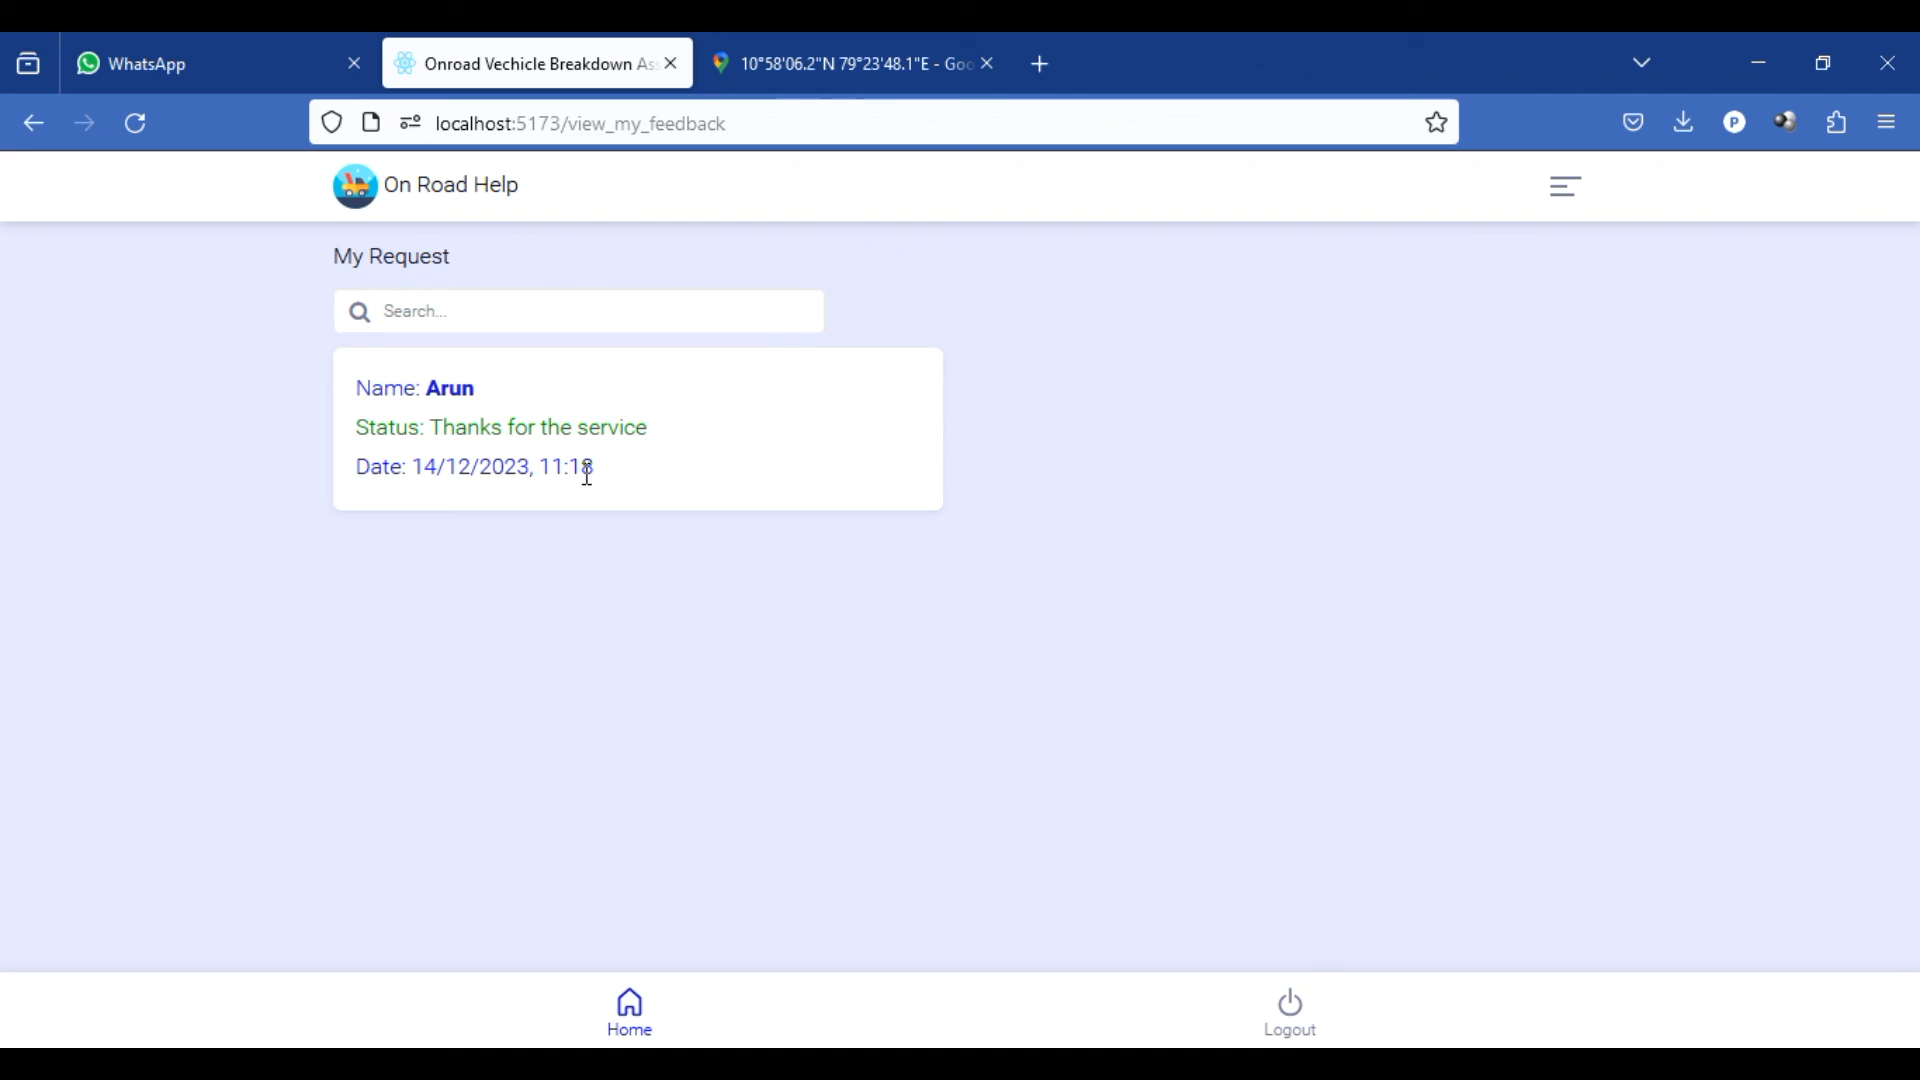 WhatsApp
Onroad Vechicle Breakdown As
10°58'06.2"N 79°23'48.1"E - Goo
localhost:5173/view_my_feedback
P
On Road Help
My Request
Search...
Name: Arun
Status: Thanks for the service
Date: 14/12/2023, 11:18
Home
Logout